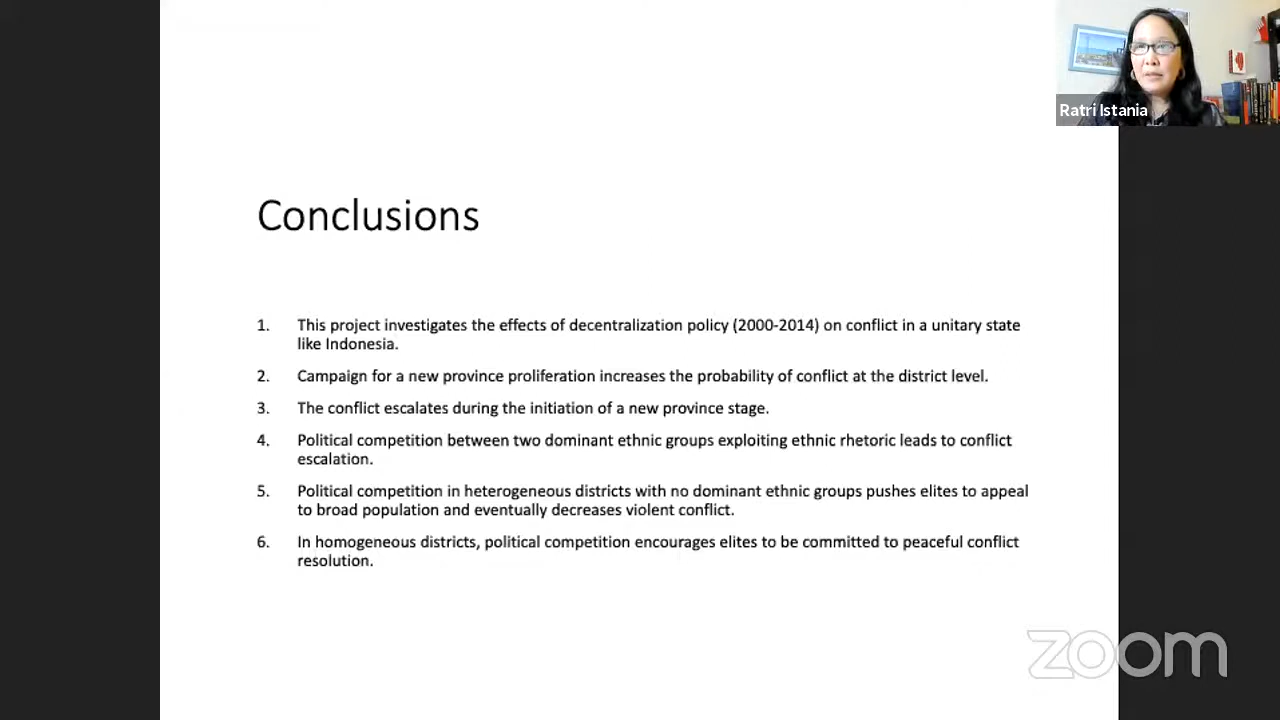 Ratri Istania
Conclusions
1. This project investigates the effects of decentralization policy (2000-2014) on conflict in a unitary state
like Indonesia.
2. Campaign for a new province proliferation increases the probability of conflict at the district level.
3. The conflict escalates during the initiation of a new province stage.
4. Political competition between two dominant ethnic groups exploiting ethnic rhetoric leads to conflict
escalation.
5. Political competition in heterogeneous districts with no dominant ethnic groups pushes elites to appeal
to broad population and eventually decreases violent conflict.
6. In homogeneous districts, political competition encourages elites to be committed to peaceful conflict
resolution.
zoom